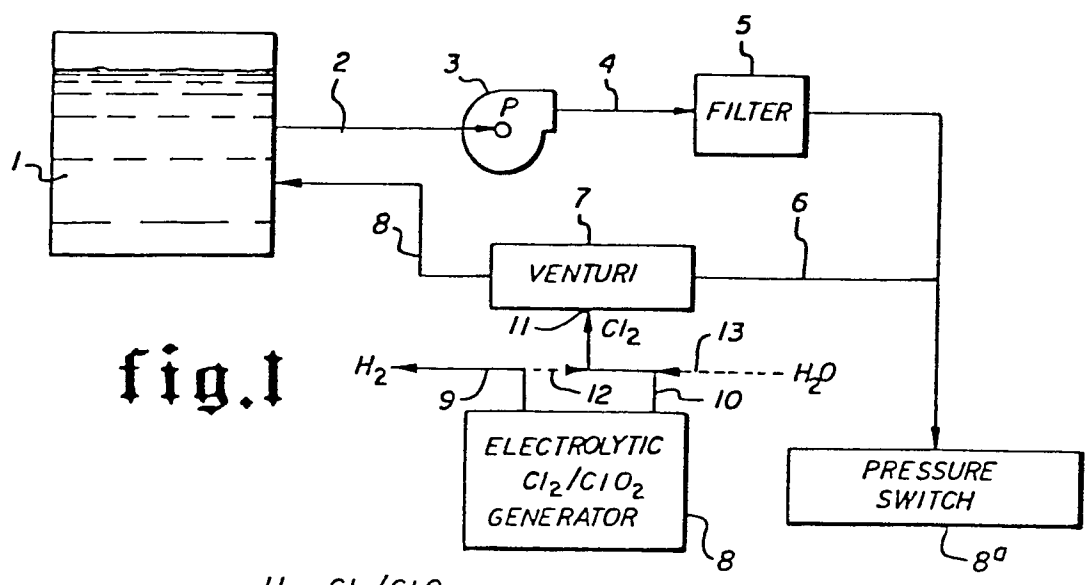 5
2
3
4
P
FILTER
1
7
6
8
VENTURI
11
Cl2
13
fig.1
H2
H2O
9
12
10
ELECTROLYTIC
Cl2/ClO2
GENERATOR
PRESSURE
SWITCH
8
8a